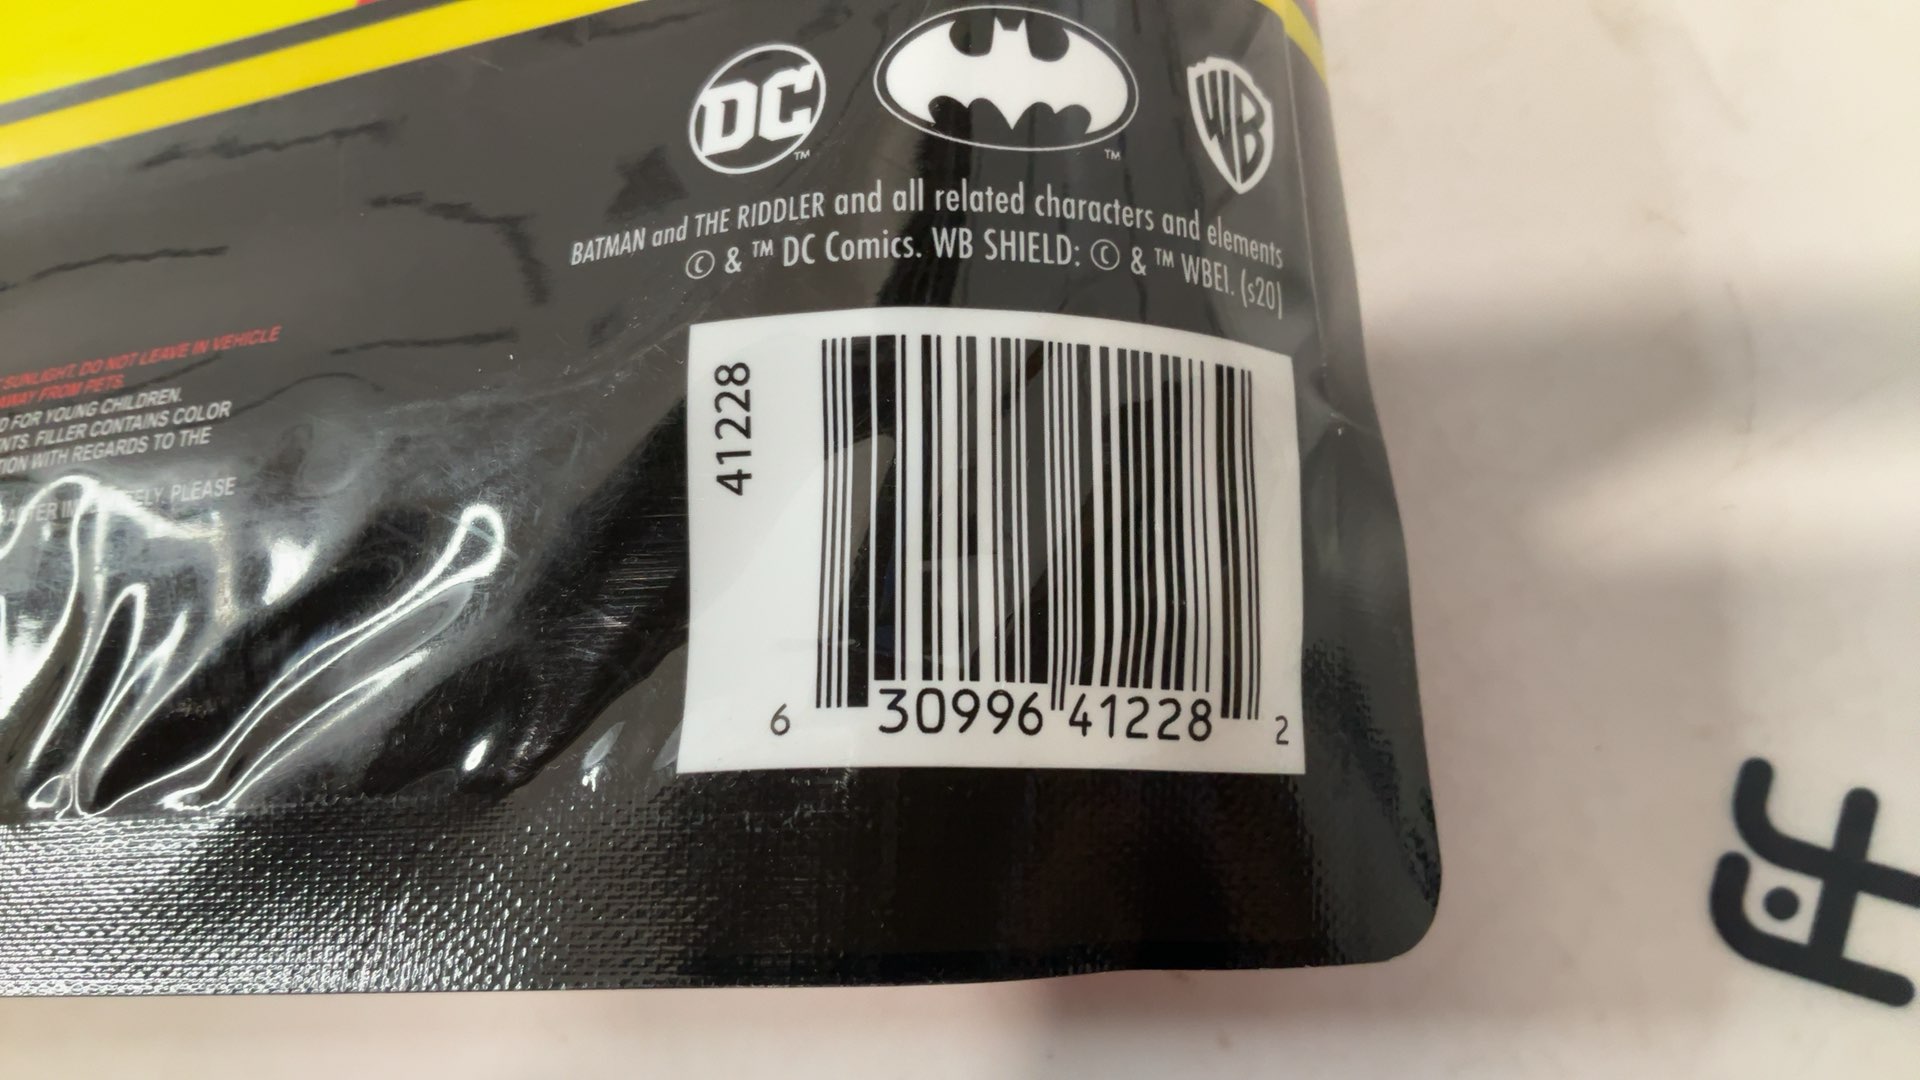 DC™
™
WB
BATMAN and THE RIDDLER and all related characters and elements
© & ™ DC Comics. WB SHIELD: © & ™ WBEI. (s20)
SUNLIGHT. DO NOT LEAVE IN VEHICLE
AWAY FROM PETS.
FOR YOUNG CHILDREN.
FILLER CONTAINS COLOR
WITH REGARDS TO THE
PLEASE
41228
6 30996 41228 2